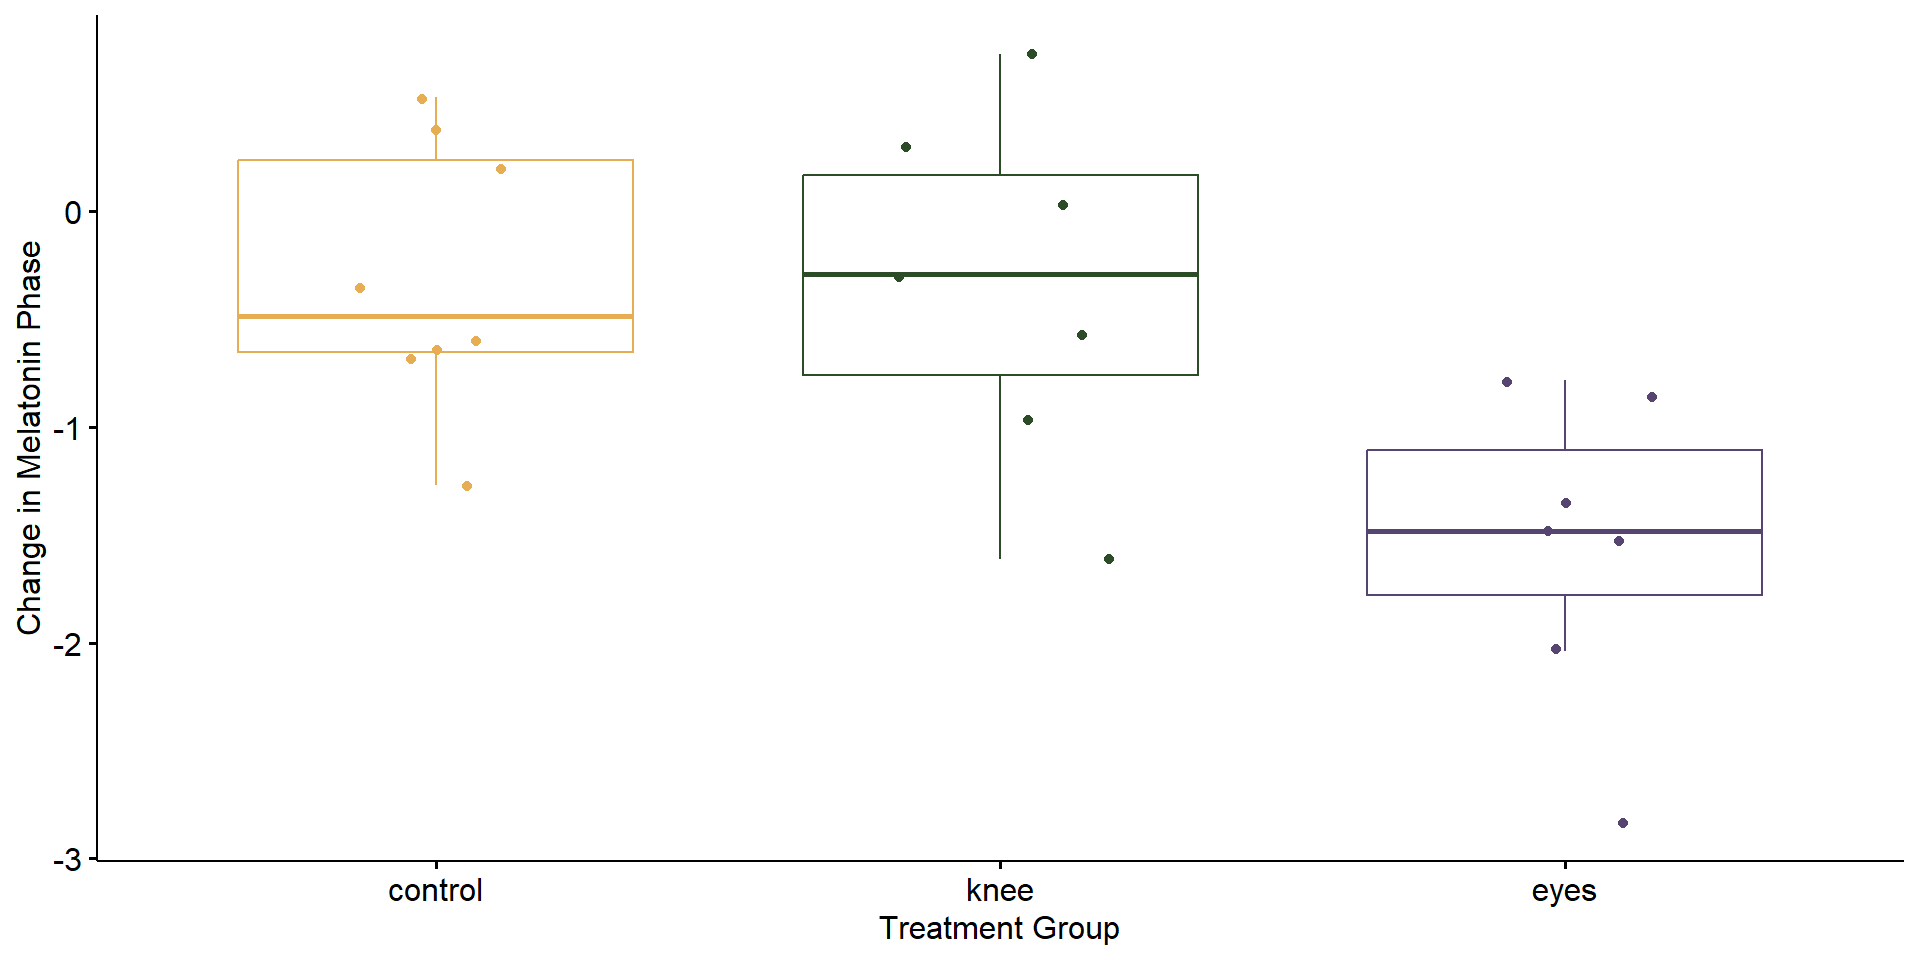 Change in Melatonin Phase
0
-1
-2
-3
control knee eyes
Treatment Group